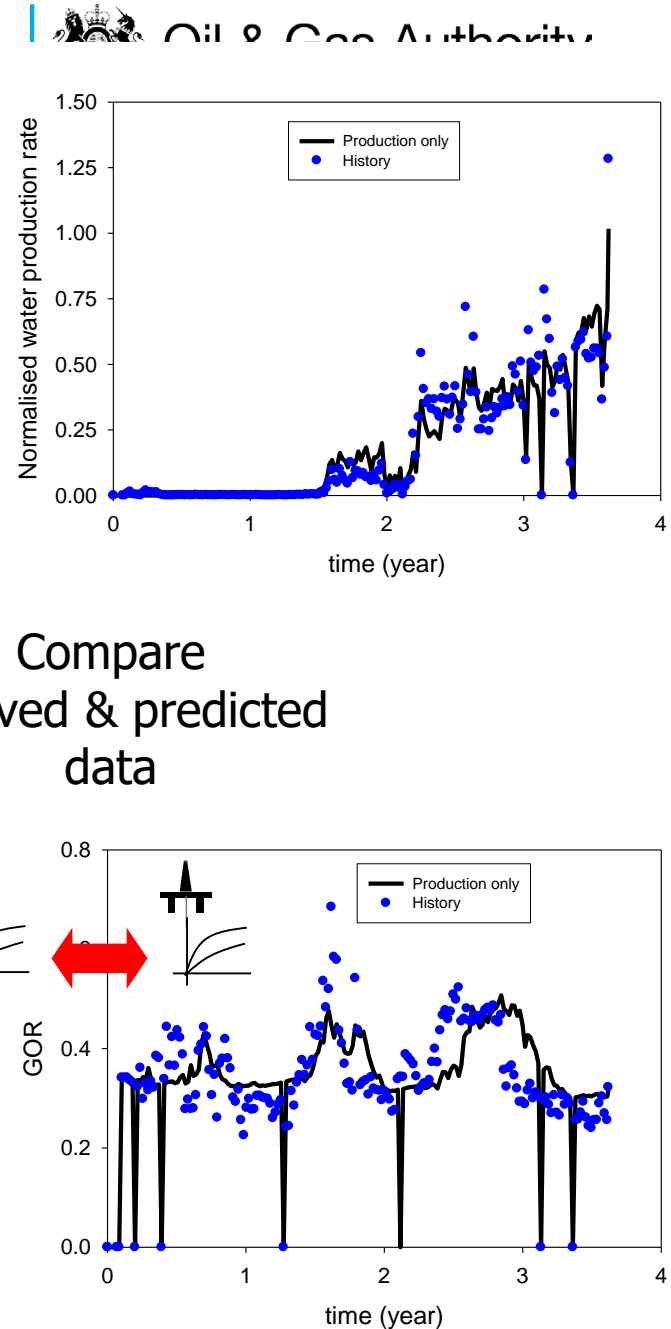 Oil & Gas Authority
1.50
1.25
1.00
0.75
0.50
0.25
0.00
Normalised water production rate
Production only
History
0
1
2
3
4
time (year)
Compare
ved & predicted
data
0.8
0.4
0.2
0.0
GOR
Production only
History
0
1
2
3
4
time (year)